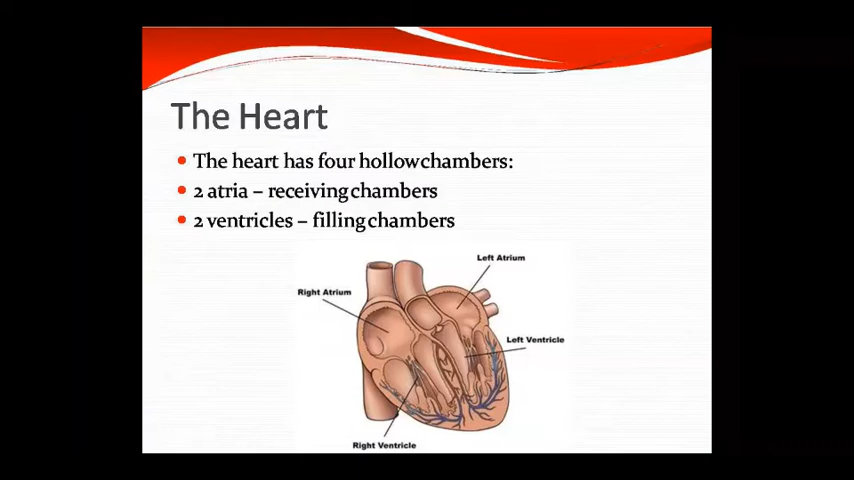 The Heart
The heart has four hollow chambers:
2 atria – receiving chambers
2 ventricles – filling chambers
Left Atrium
Right Atrium
Left Ventricle
Right Ventricle